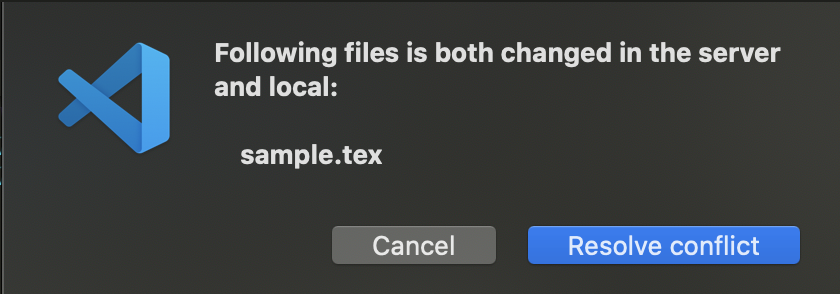 Following files is both changed in the server
and local:
sample.tex
Cancel
Resolve conflict